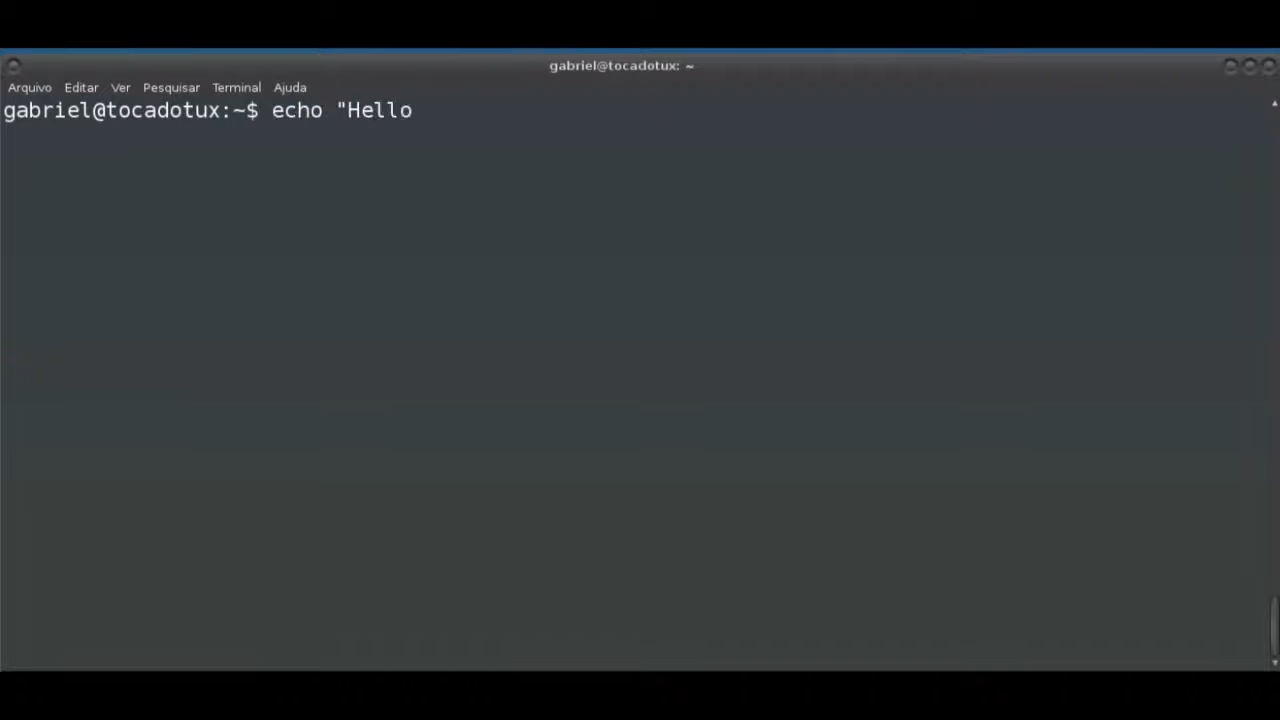 gabriel@tocadotux: ~
Arquivo Editar Ver Pesquisar Terminal Ajuda
gabriel@tocadotux:~$ echo "Hello